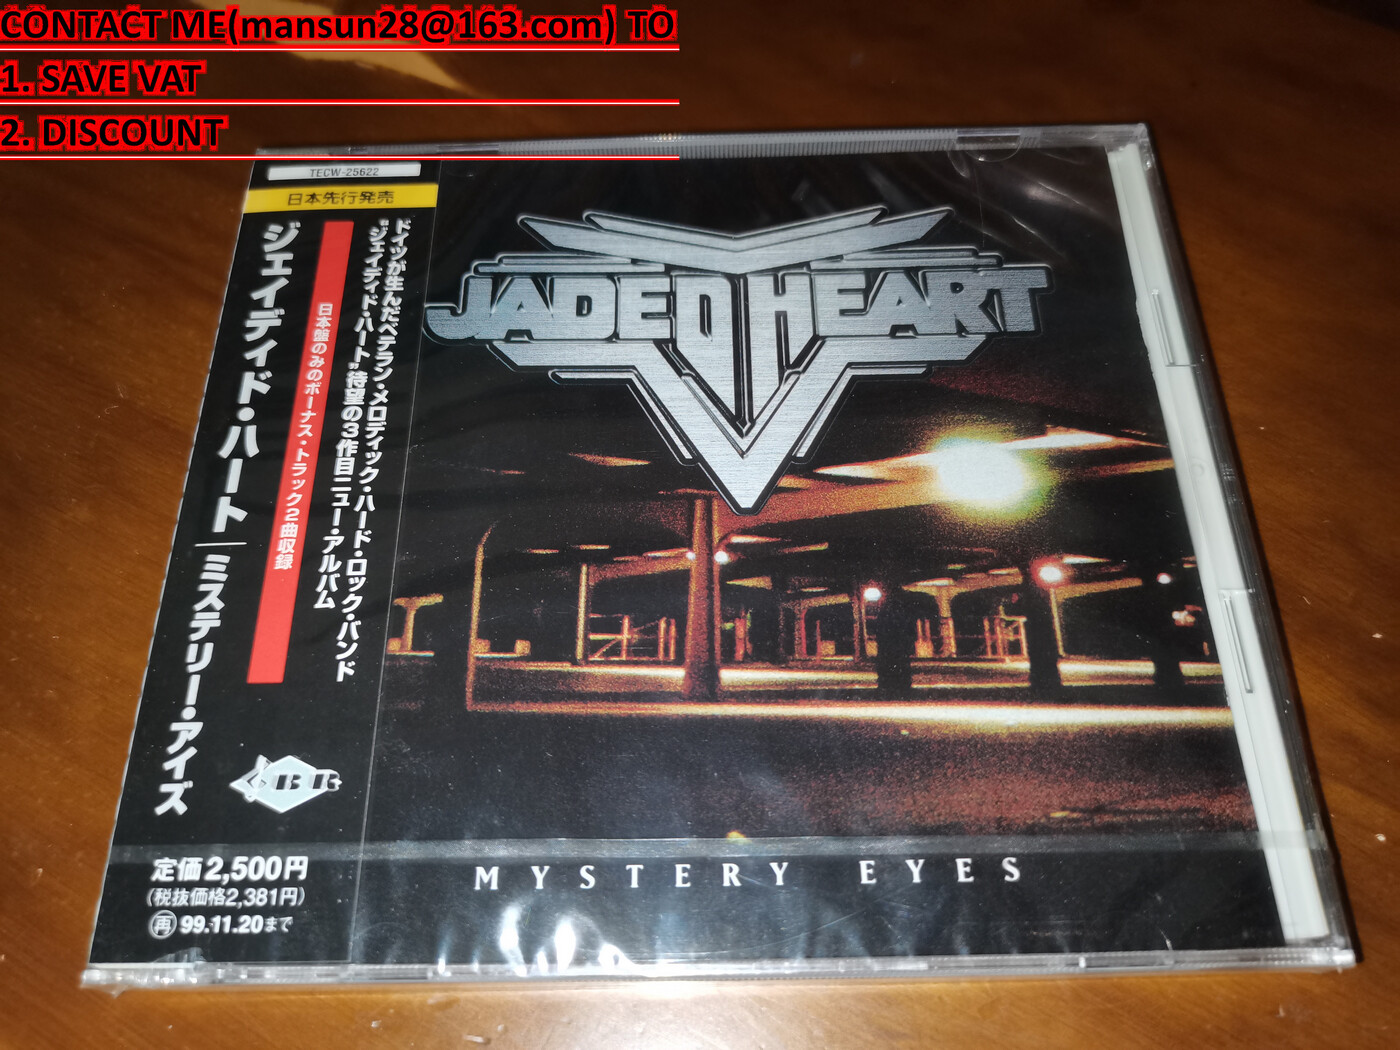 CONTACT ME(mansun28@163.com) TO
1. SAVE VAT
2. DISCOUNT
TECW-25622
日本先行発売
ドイツが生んだベテラン・メロディック・ハード・ロック・バンド
“ジェイディド・ハート”待望の3作目ニュー・アルバム
日本盤のみのボーナス・トラック2曲収録
ジェイディド・ハート│ミステリー・アイズ
BR
定価2,500円
(税抜価格2,381円)
再 99.11.20まで
JADED HEART
MYSTERY EYES